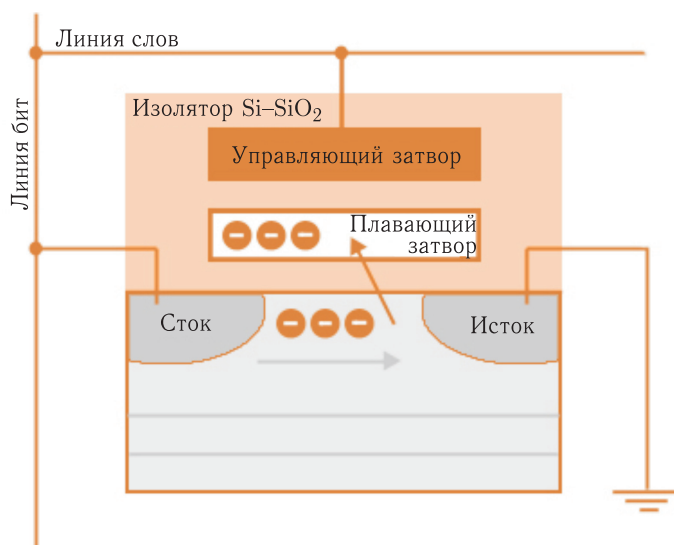 Линия слов
Линия бит
Изолятор Si–SiO₂
Управляющий затвор
Плавающий
затвор
Сток
Исток